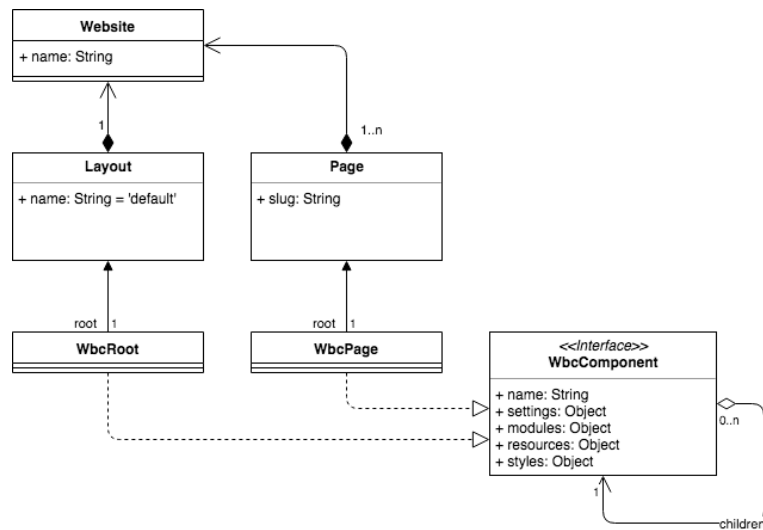 Website
+ name: String
1
1..n
Layout
+ name: String = 'default'
Page
+ slug: String
root 1
root 1
WbcRoot
WbcPage
<<Interface>>
WbcComponent
+ name: String
+ settings: Object
+ modules: Object
+ resources: Object
+ styles: Object
0..n
1
children